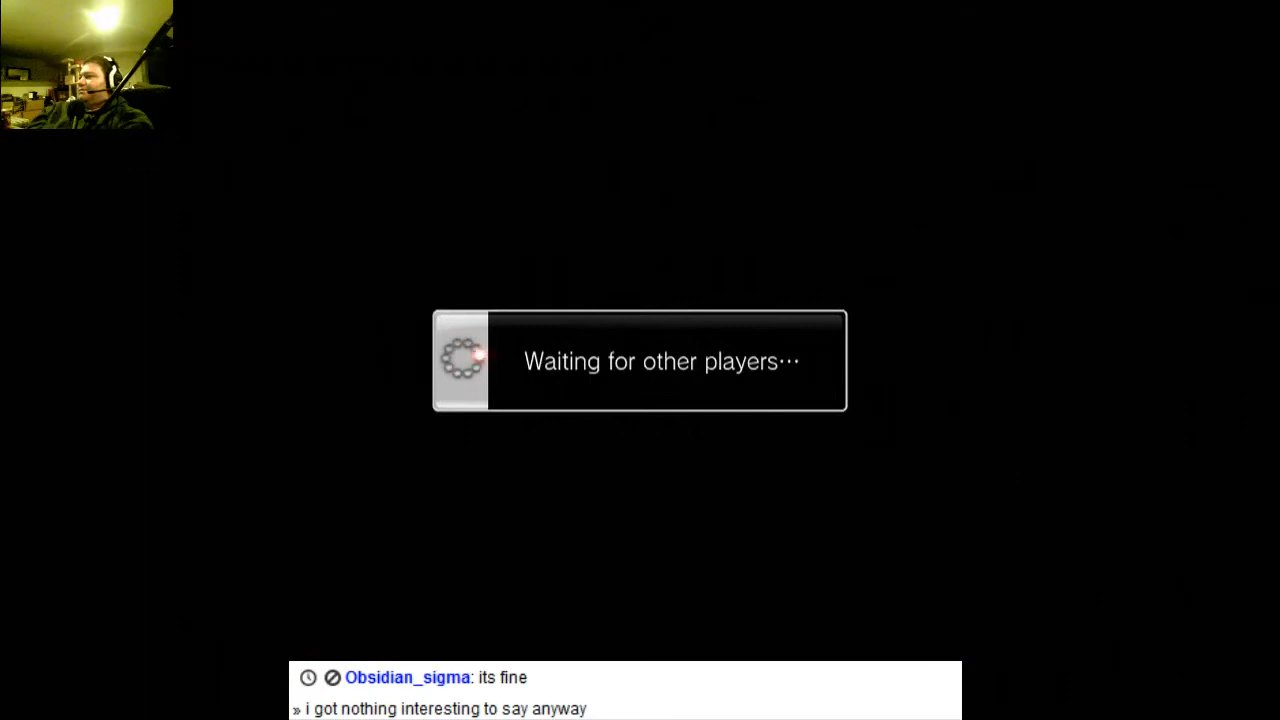 Waiting for other players···
Obsidian_sigma: its fine
» i got nothing interesting to say anyway